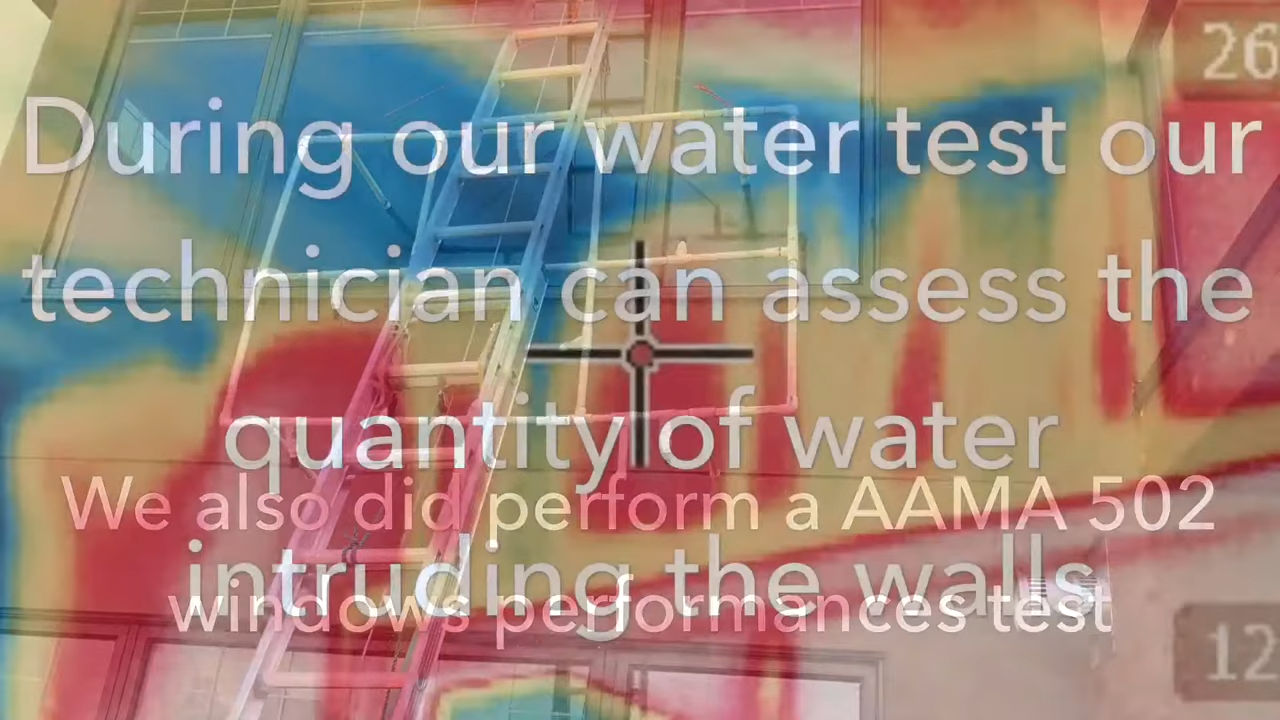 26
During our water test our
technician can assess the
quantity of water
We also did perform a AAMA 502
intruding the walls
windows performances test
12